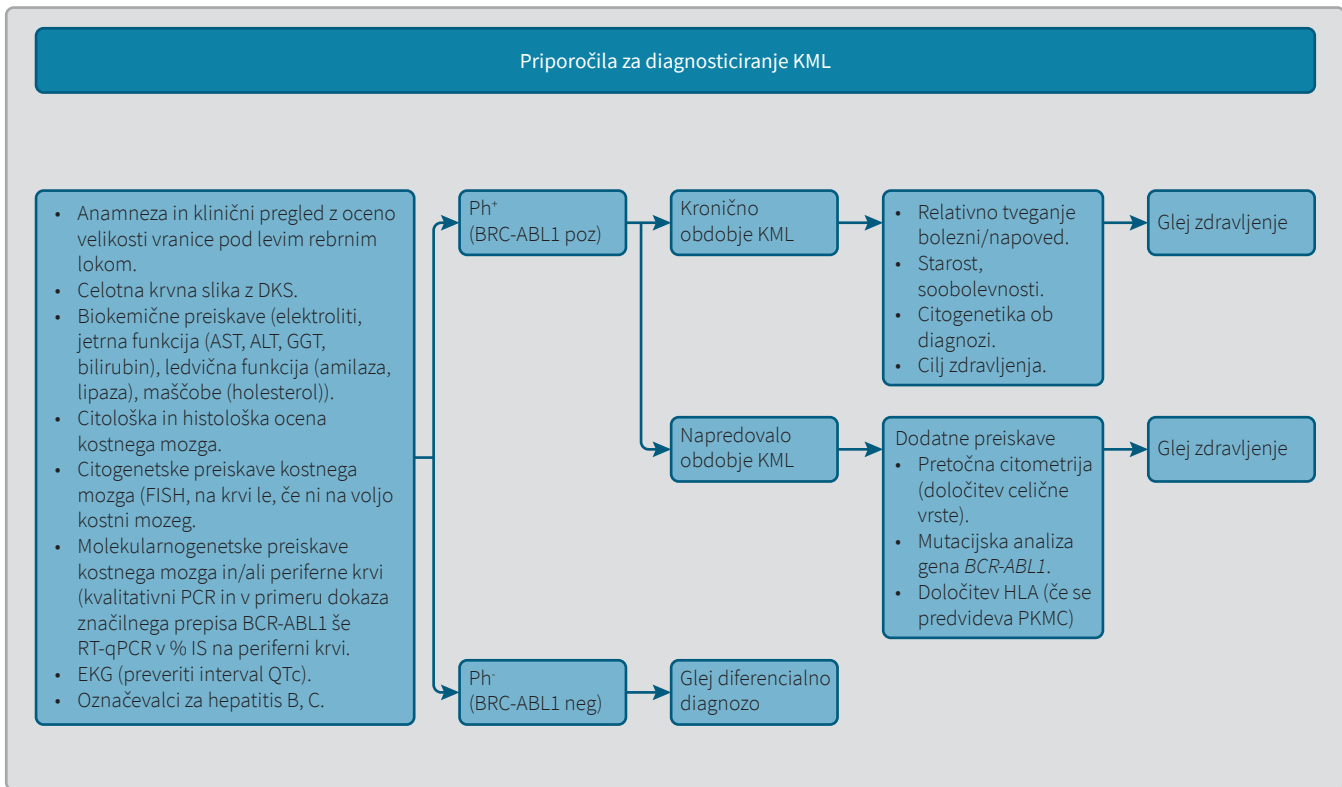 Priporočila za diagnosticiranje KML
• Anamneza in klinični pregled z oceno
velikosti vranice pod levim rebrnim
lokom.
• Celotna krvna slika z DKS.
• Biokemične preiskave (elektroliti,
jetrna funkcija (AST, ALT, GGT,
bilirubin), ledvična funkcija (amilaza,
lipaza), maščobe (holesterol)).
• Citološka in histološka ocena
kostnega mozga.
• Citogenetske preiskave kostnega
mozga (FISH, na krvi le, če ni na voljo
kostni mozeg.
• Molekularnogenetske preiskave
kostnega mozga in/ali periferne krvi
(kvalitativni PCR in v primeru dokaza
značilnega prepisa BCR-ABL1 še
RT-qPCR v % IS na periferni krvi.
• EKG (preveriti interval QTc).
• Označevalci za hepatitis B, C.
Ph⁺
(BRC-ABL1 poz)
Kronično
obdobje KML
• Relativno tveganje
bolezni/napoved.
• Starost,
soobolevnosti.
• Citogenetika ob
diagnozi.
• Cilj zdravljenja.
Glej zdravljenje
Napredovalo
obdobje KML
Dodatne preiskave
• Pretočna citometrija
(določitev celične
vrste).
• Mutacijska analiza
gena BCR-ABL1.
• Določitev HLA (če se
predvideva PKMC)
Glej zdravljenje
Ph⁻
(BRC-ABL1 neg)
Glej diferencialno
diagnozo